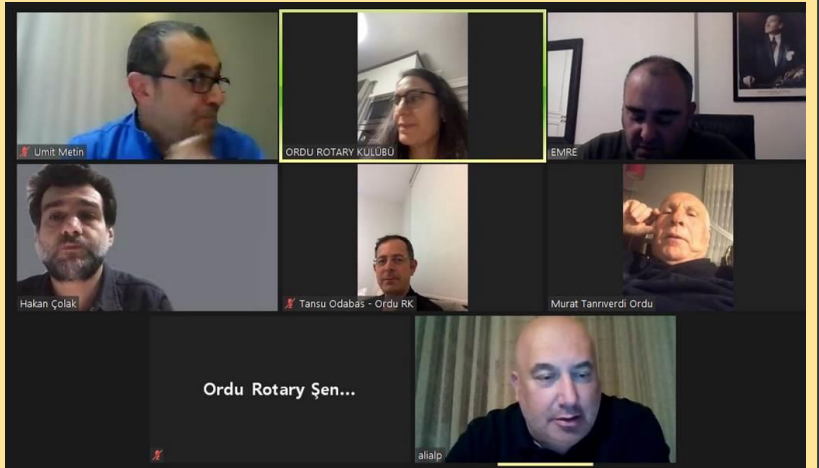 Umit Metin
ORDU ROTARY KULÜBÜ
EMRE
Hakan Çolak
Tansu Odabas - Ordu RK
Murat Tanrıverdi Ordu
Ordu Rotary Şen...
alialp